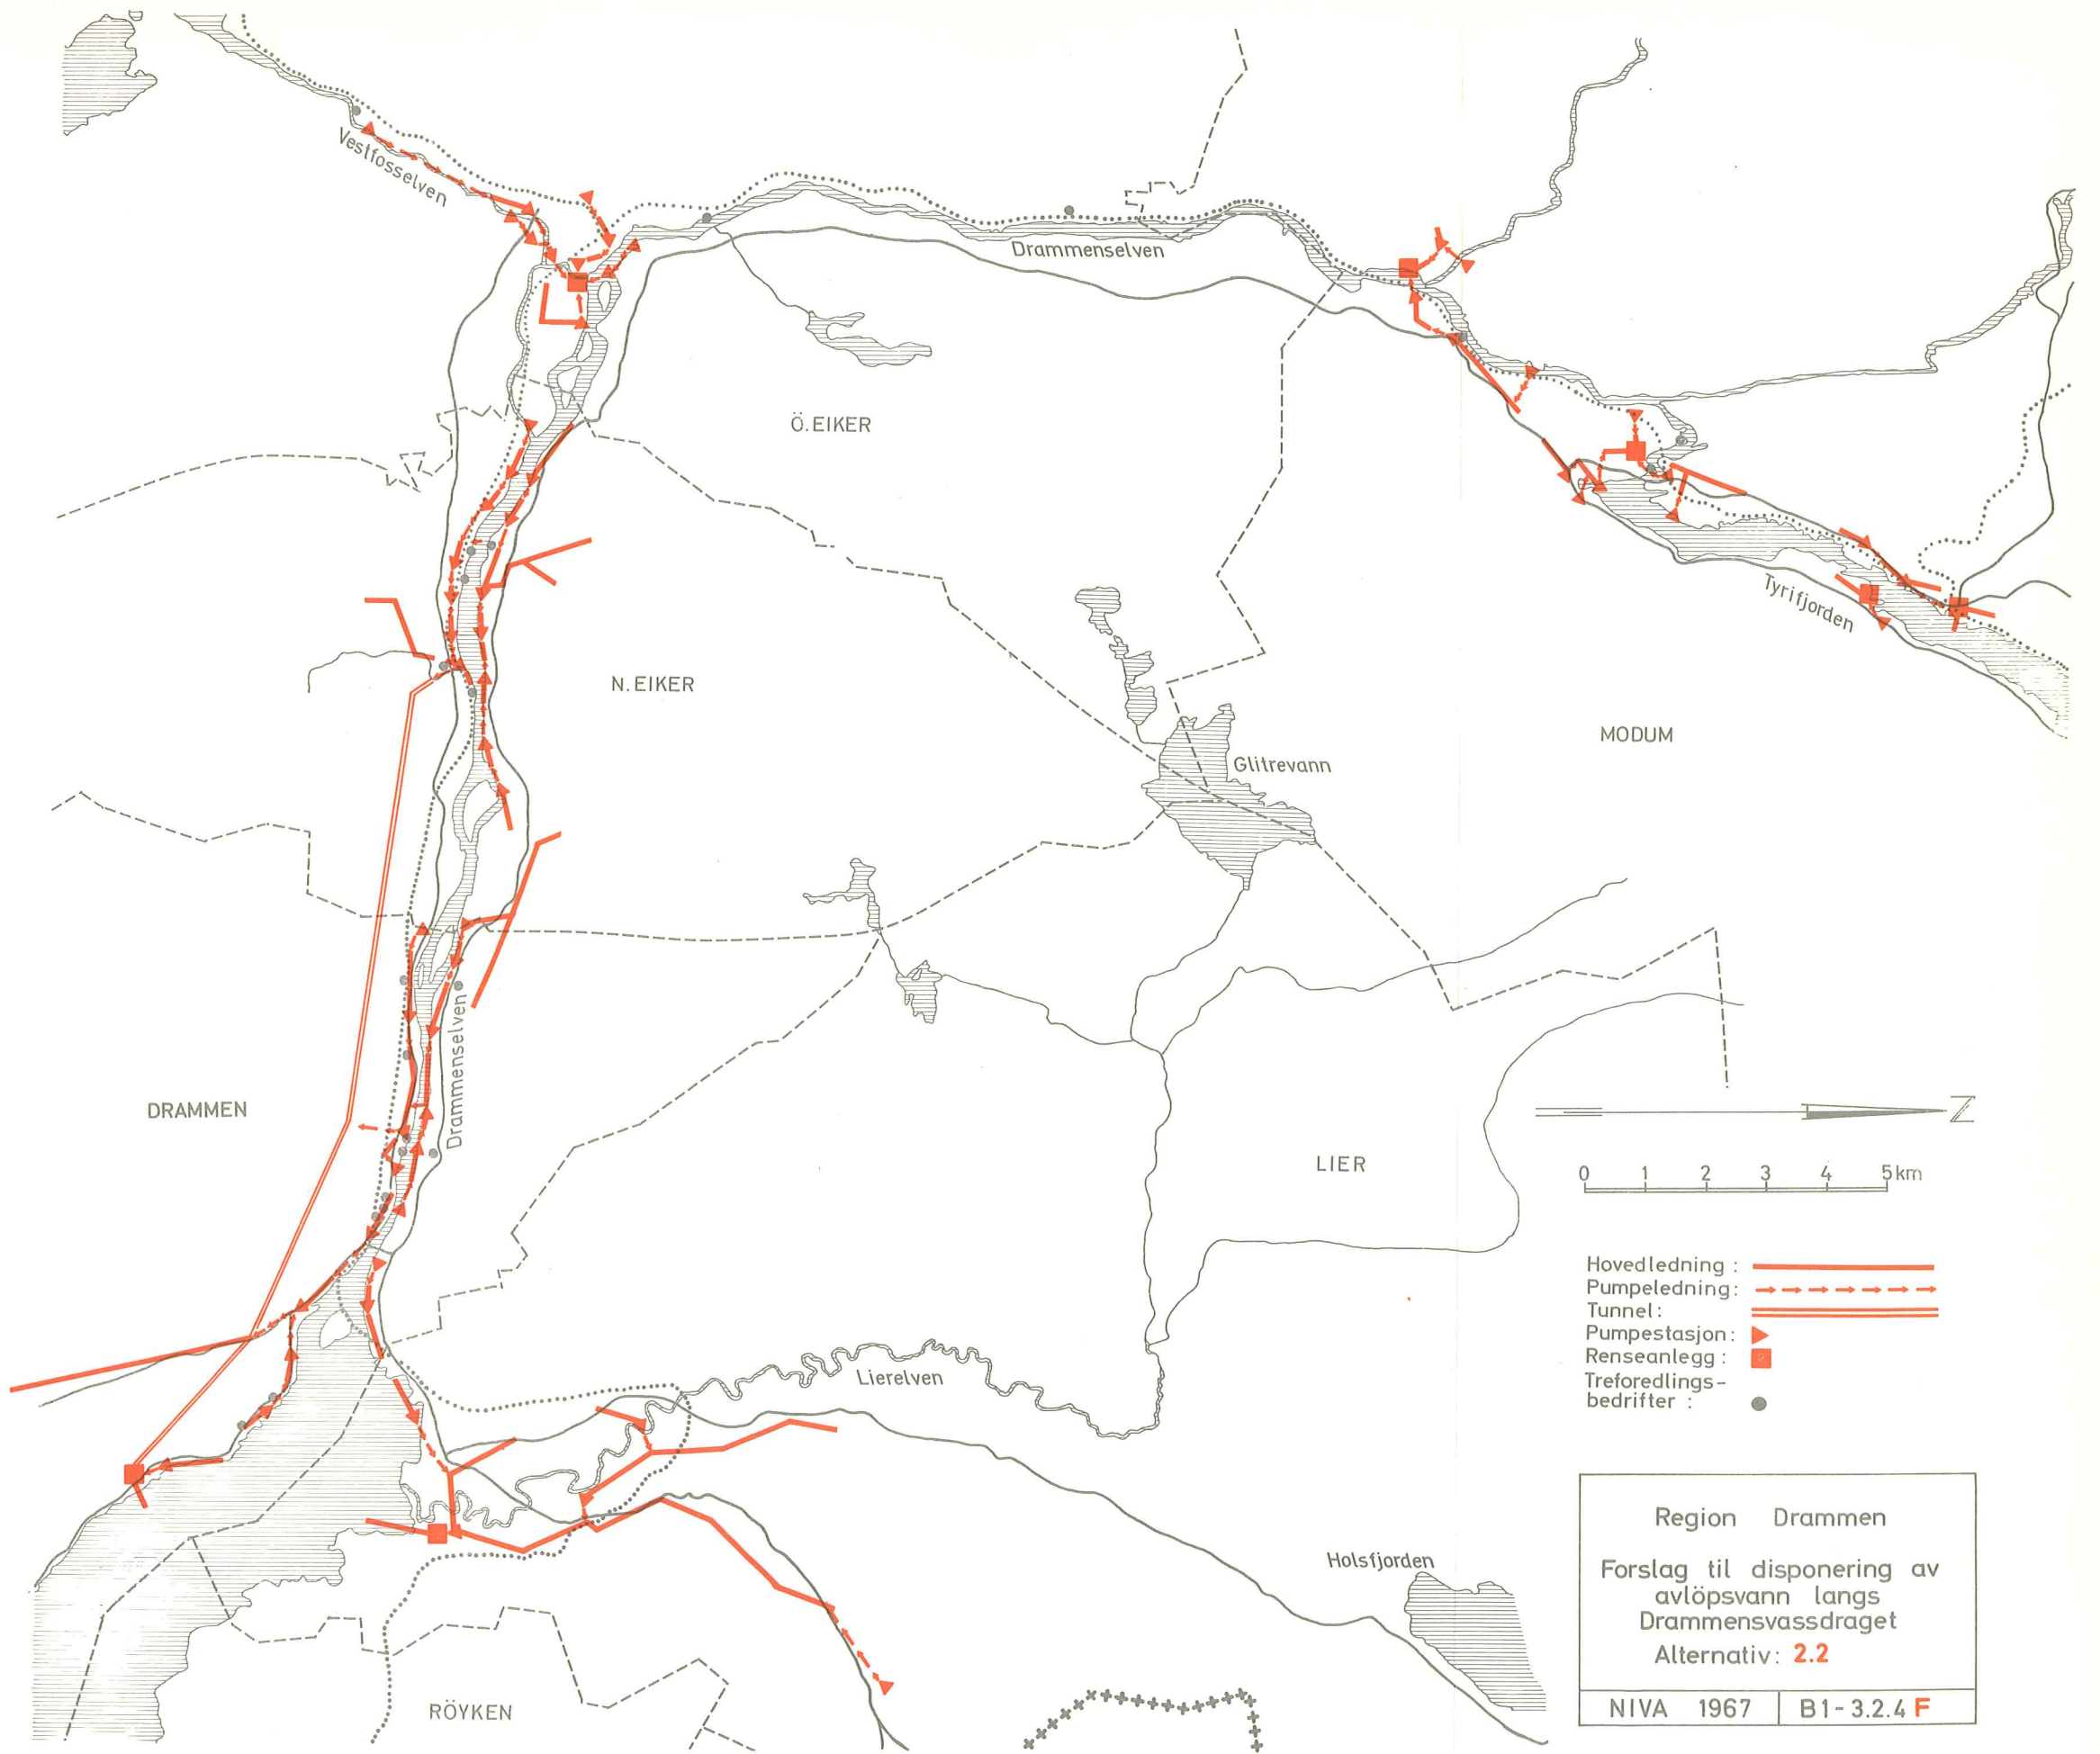 Vestfosselven
Drammenselven
Ö. EIKER
Tyrifjorden
N. EIKER
MODUM
Glitrevann
Drammenselven
DRAMMEN
N
LIER
0 1 2 3 4 5 km
Hovedledning :
Pumpeledning :
Tunnel :
Pumpestasjon :
Renseanlegg :
Treforedlings-
bedrifter :
Lierelven
Holsfjorden
RÖYKEN
Region Drammen
Forslag til disponering av
avlöpsvann langs
Drammensvassdraget
Alternativ : 2.2
NIVA 1967 B1-3.2.4 F